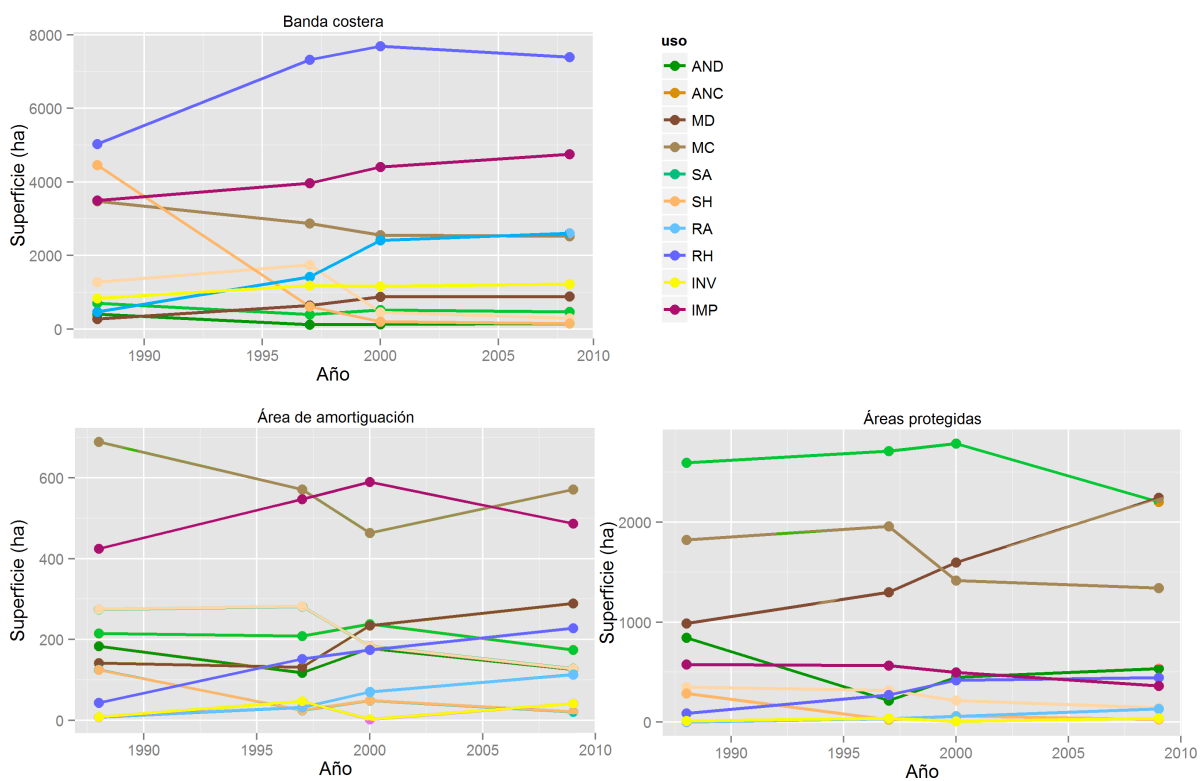 Banda costera
8000
6000
4000
2000
0
Superficie (ha)
1990
1995
2000
2005
2010
Año
uso
AND
ANC
MD
MC
SA
SH
RA
RH
INV
IMP
Área de amortiguación
600
400
200
0
Superficie (ha)
1990
1995
2000
2005
2010
Año
Áreas protegidas
2000
1000
0
Superficie (ha)
1990
1995
2000
2005
2010
Año